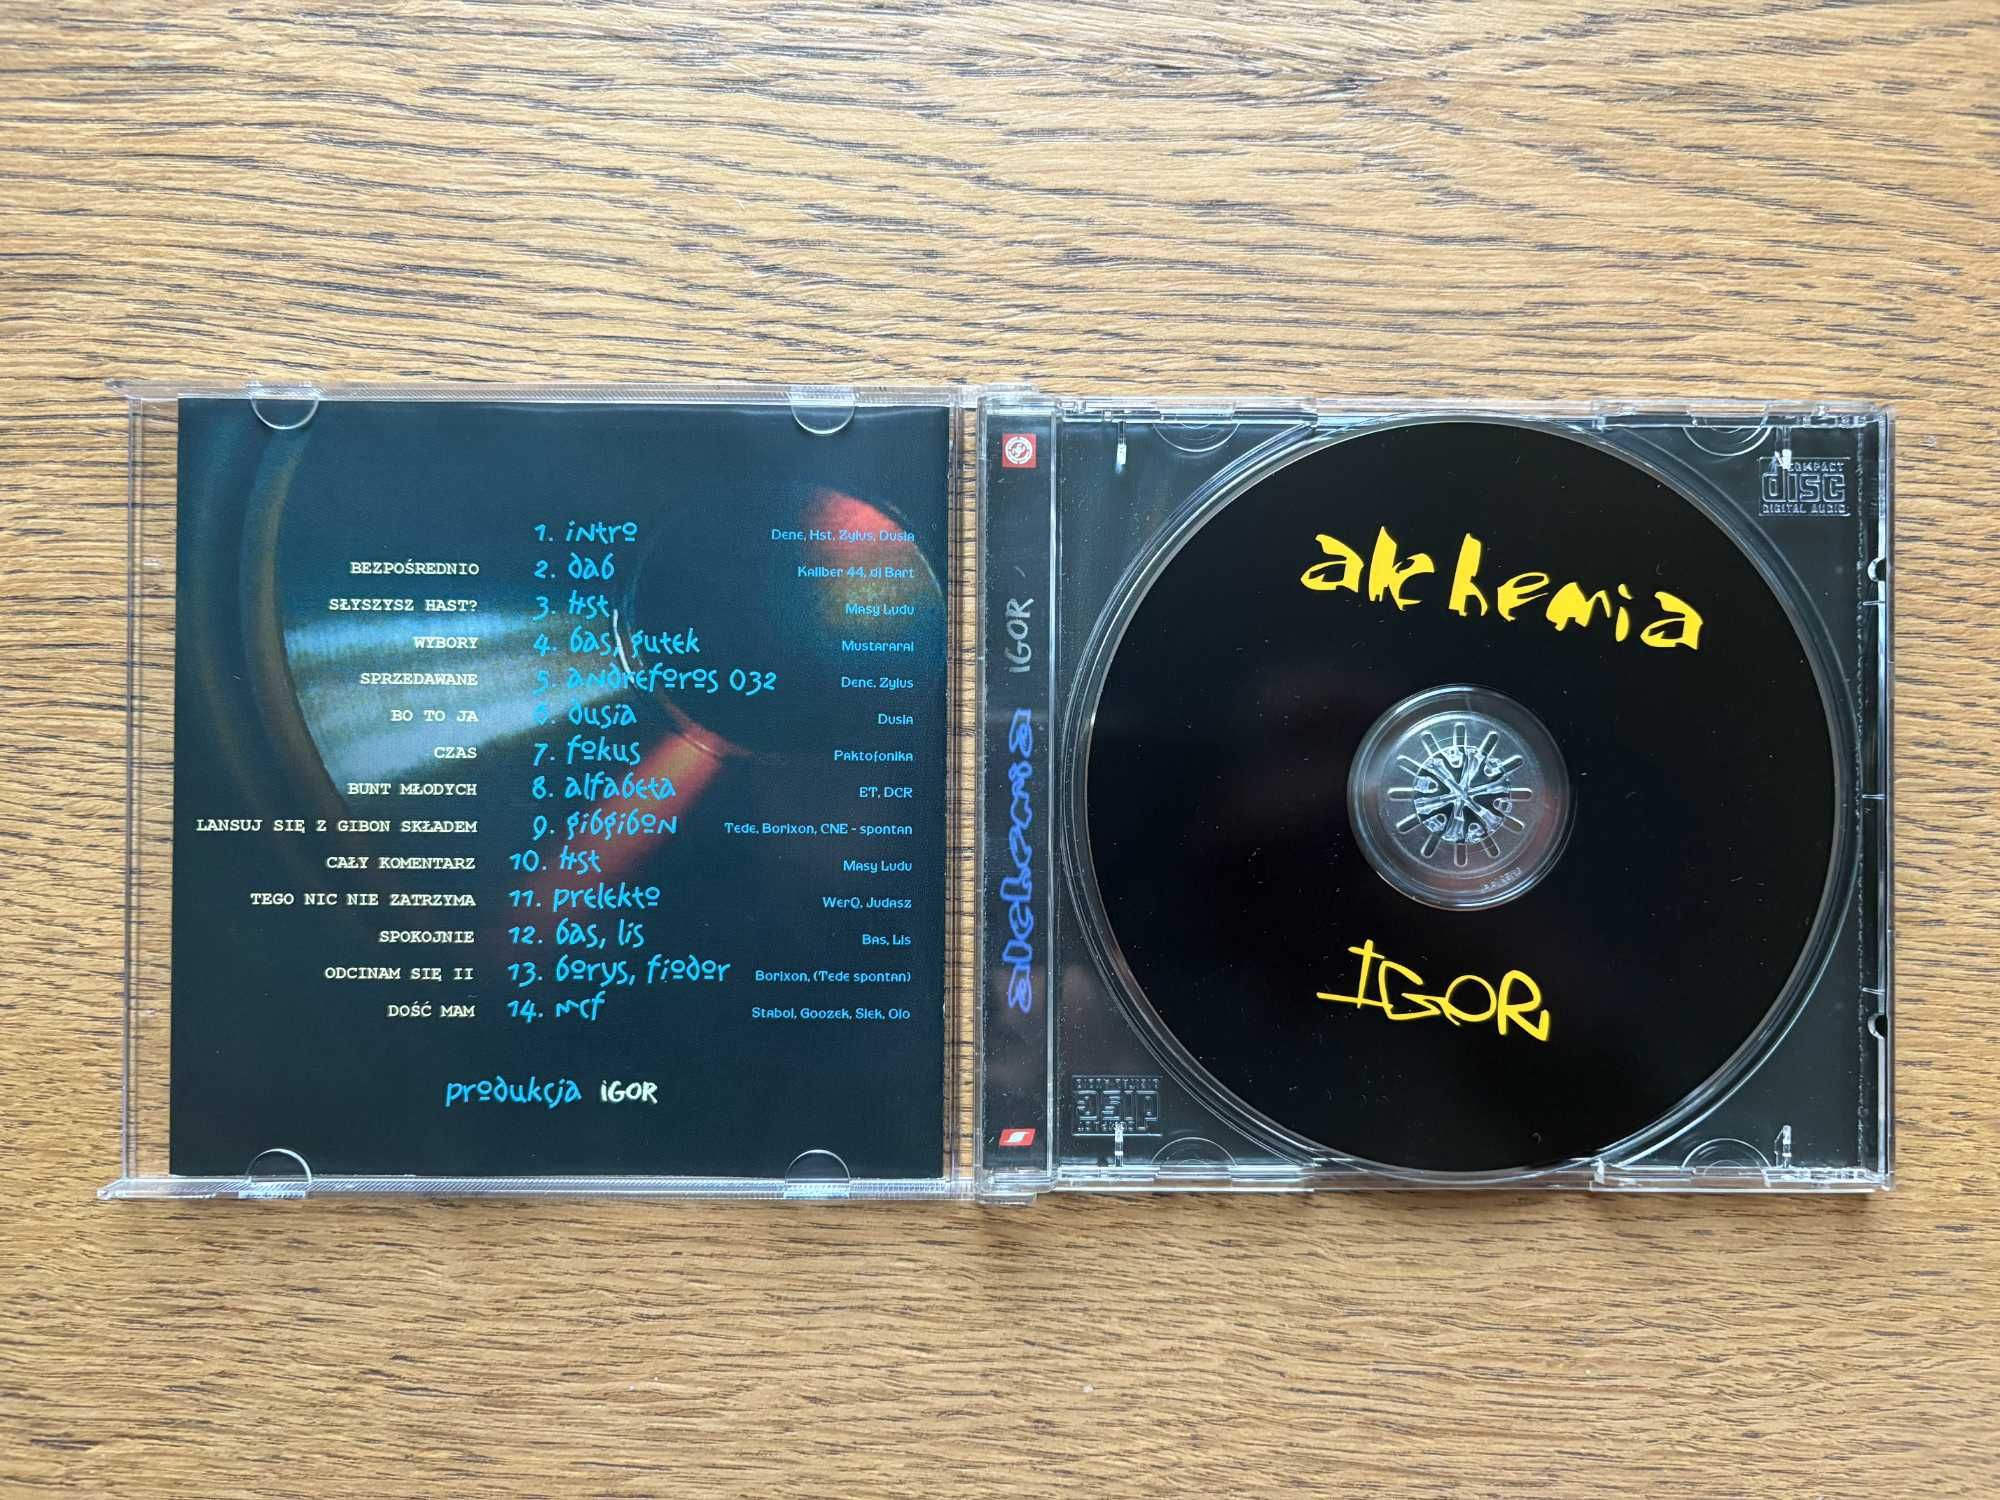 1. intro Dene, Hst, Zylus, Dusia
BEZPOŚREDNIO 2. dab Kaliber 44, dj Bart
SŁYSZYSZ HAST? 3. Hst Masy Ludu
WYBORY 4. bas, gutek Mustararai
SPRZEDAWANE 5. andreforos 032 Dene, Zylus
BO TO JA 6. dusia Dusia
CZAS 7. fokus Paktofonika
BUNT MŁODYCH 8. alfabeta ET, DCR
LANSUJ SIĘ Z GIBON SKŁADEM 9. gibgibon Tede, Borixon, CNE - spontan
CAŁY KOMENTARZ 10. Hst Masy Ludu
TEGO NIC NIE ZATRZYMA 11. prelekto WerQ, Judasz
SPOKOJNIE 12. bas, lis Bas, Lis
ODCINAM SIĘ II 13. borys, fiodor Borixon, (Tede spontan)
DOŚĆ MAM 14. mcf Stabol, Goozek, Siek, Olo
produkcja IGOR
alchemia IGOR
alchemia
IGOR
COMPACT
disc
DIGITAL AUDIO
COMPACT
disc
DIGITAL AUDIO